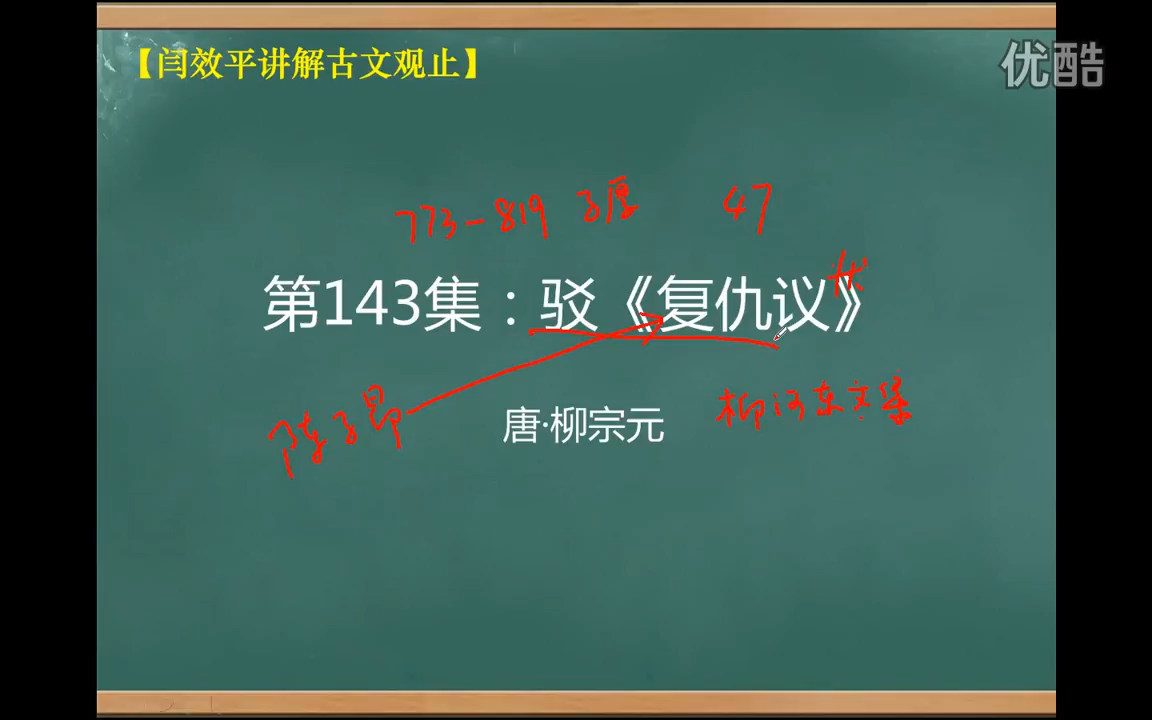 【闫效平讲解古文观止】
优酷
773-819 子厚 47
第143集：驳《复仇议》状
陈子昂
唐·柳宗元
柳河东文集